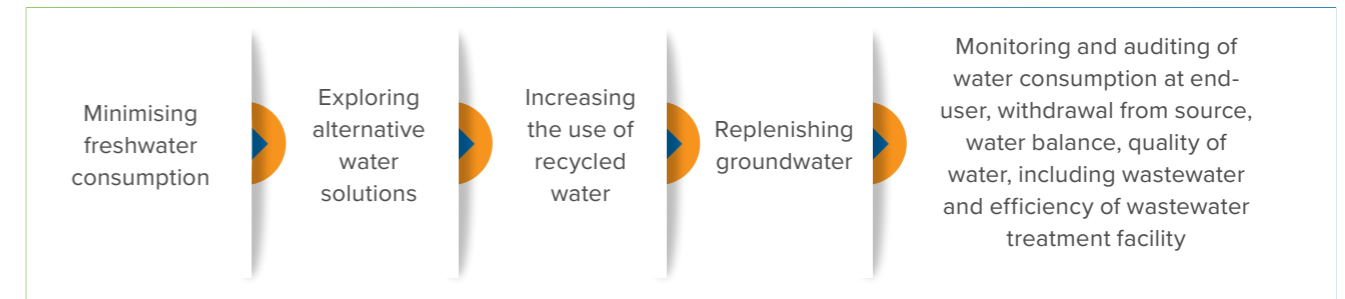 Minimising
freshwater
consumption
Exploring
alternative
water
solutions
Increasing
the use of
recycled
water
Replenishing
groundwater
Monitoring and auditing of
water consumption at end-
user, withdrawal from source,
water balance, quality of
water, including wastewater
and efficiency of wastewater
treatment facility